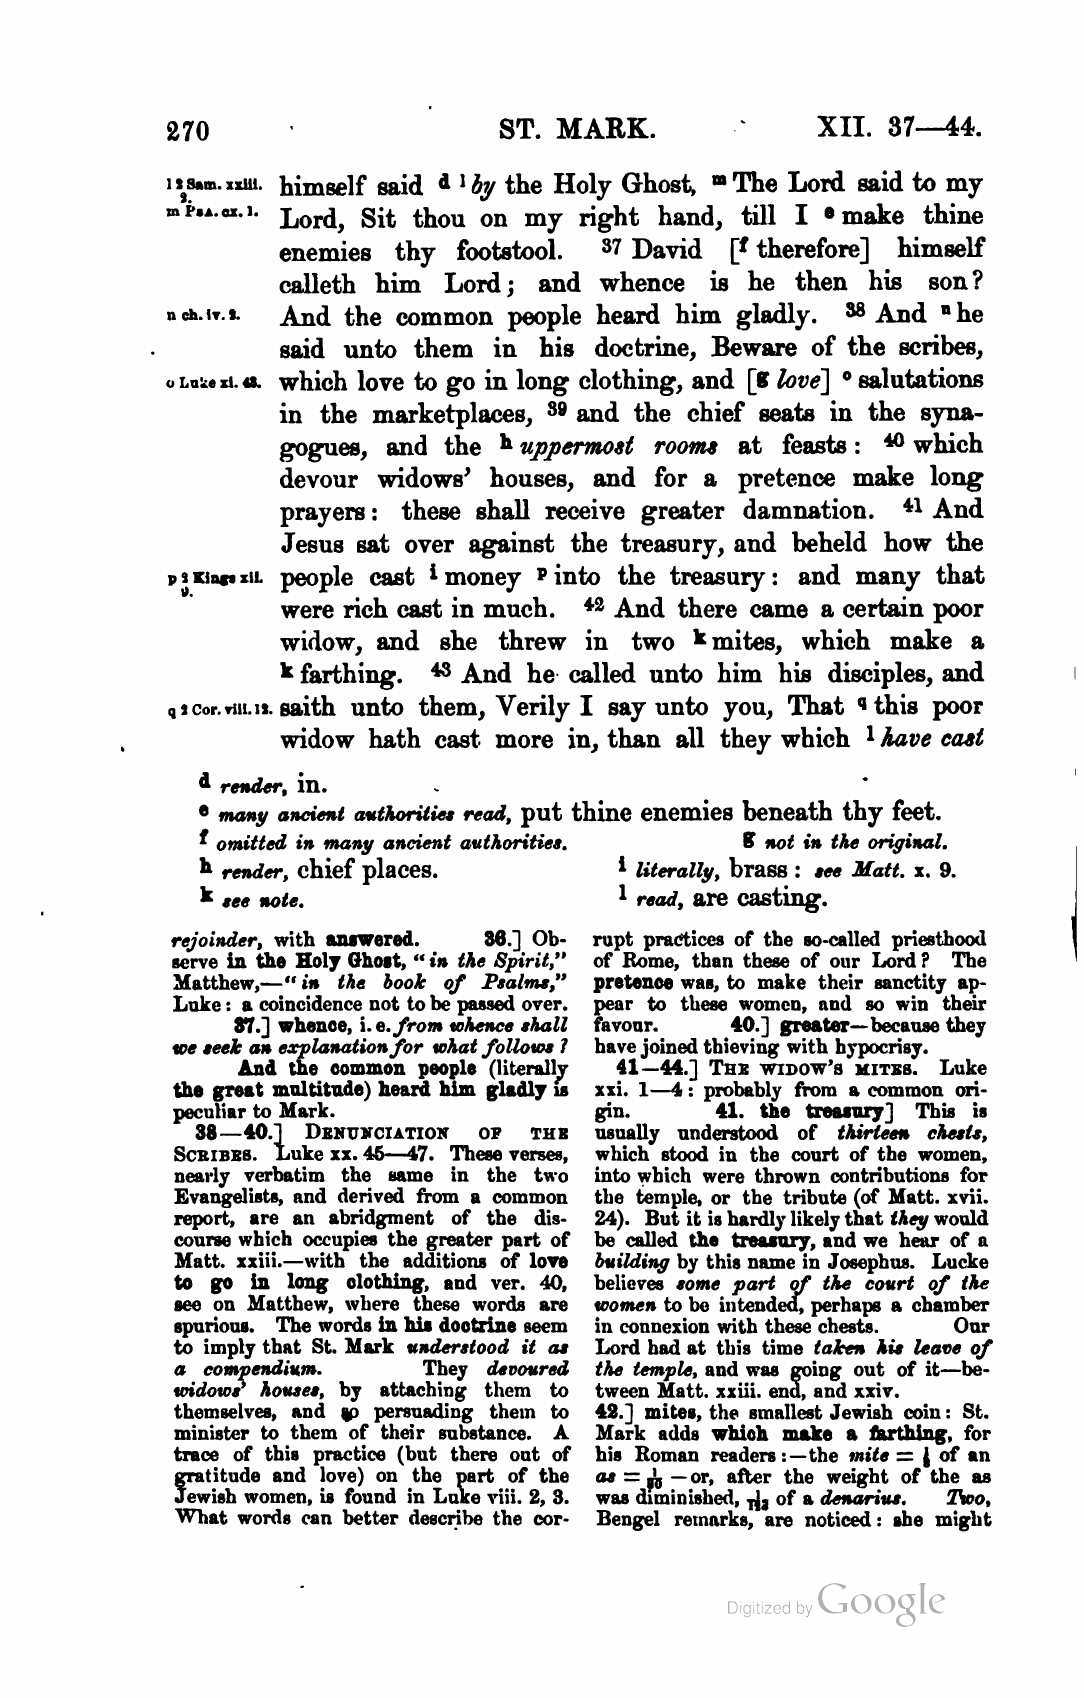 270 ST. MARK. XII. 37—44.
l 2 Sam. xxiii. 2.
m Psa. cx. 1.
himself said d l by the Holy Ghost, m The Lord said to my
Lord, Sit thou on my right hand, till I e make thine
enemies thy footstool. 37 David [f therefore] himself
calleth him Lord; and whence is he then his son?
n ch. iv. 2.
And the common people heard him gladly. 38 And n he
said unto them in his doctrine, Beware of the scribes,
o Luke xi. 43.
which love to go in long clothing, and [g love] o salutations
in the marketplaces, 39 and the chief seats in the syna-
gogues, and the h uppermost rooms at feasts: 40 which
devour widows' houses, and for a pretence make long
prayers: these shall receive greater damnation. 41 And
Jesus sat over against the treasury, and beheld how the
p 2 Kings xii. 9.
people cast i money p into the treasury: and many that
were rich cast in much. 42 And there came a certain poor
widow, and she threw in two k mites, which make a
k farthing. 43 And he called unto him his disciples, and
q 2 Cor. viii. 12.
saith unto them, Verily I say unto you, That q this poor
widow hath cast more in, than all they which l have cast
d render, in.
e many ancient authorities read, put thine enemies beneath thy feet.
f omitted in many ancient authorities. g not in the original.
h render, chief places. i literally, brass: see Matt. x. 9.
k see note. l read, are casting.
rejoinder, with answered. 36.] Ob-
serve in the Holy Ghost, "in the Spirit,"
Matthew,—"in the book of Psalms,"
Luke: a coincidence not to be passed over.
37.] whence, i. e. from whence shall
we seek an explanation for what follows?
And the common people (literally
the great multitude) heard him gladly is
peculiar to Mark.
38—40.] DENUNCIATION OF THE
SCRIBES. Luke xx. 45—47. These verses,
nearly verbatim the same in the two
Evangelists, and derived from a common
report, are an abridgment of the dis-
course which occupies the greater part of
Matt. xxiii.—with the additions of love
to go in long clothing, and ver. 40,
see on Matthew, where these words are
spurious. The words in his doctrine seem
to imply that St. Mark understood it as
a compendium. They devoured
widows' houses, by attaching them to
themselves, and so persuading them to
minister to them of their substance. A
trace of this practice (but there out of
gratitude and love) on the part of the
Jewish women, is found in Luke viii. 2, 3.
What words can better describe the cor-
rupt practices of the so-called priesthood
of Rome, than these of our Lord? The
pretence was, to make their sanctity ap-
pear to these women, and so win their
favour. 40.] greater—because they
have joined thieving with hypocrisy.
41—44.] THE WIDOW'S MITES. Luke
xxi. 1—4: probably from a common ori-
gin. 41. the treasury] This is
usually understood of thirteen chests,
which stood in the court of the women,
into which were thrown contributions for
the temple, or the tribute (of Matt. xvii.
24). But it is hardly likely that they would
be called the treasury, and we hear of a
building by this name in Josephus. Lucke
believes some part of the court of the
women to be intended, perhaps a chamber
in connexion with these chests. Our
Lord had at this time taken his leave of
the temple, and was going out of it—be-
tween Matt. xxiii. end, and xxiv.
42.] mites, the smallest Jewish coin: St.
Mark adds which make a farthing, for
his Roman readers:—the mite = of an
as = —or, after the weight of the as
was diminished, of a denarius. Two,
Bengel remarks, are noticed: she might
Digitized by Google